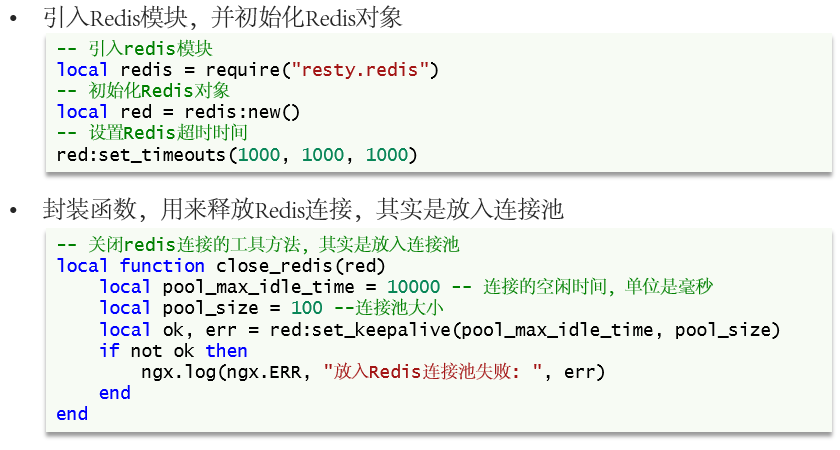 • 引入Redis模块，并初始化Redis对象
-- 引入redis模块
local redis = require("resty.redis")
-- 初始化Redis对象
local red = redis:new()
-- 设置Redis超时时间
red:set_timeouts(1000, 1000, 1000)
• 封装函数，用来释放Redis连接，其实是放入连接池
-- 关闭redis连接的工具方法，其实是放入连接池
local function close_redis(red)
    local pool_max_idle_time = 10000 -- 连接的空闲时间，单位是毫秒
    local pool_size = 100 --连接池大小
    local ok, err = red:set_keepalive(pool_max_idle_time, pool_size)
    if not ok then
        ngx.log(ngx.ERR, "放入Redis连接池失败: ", err)
    end
end